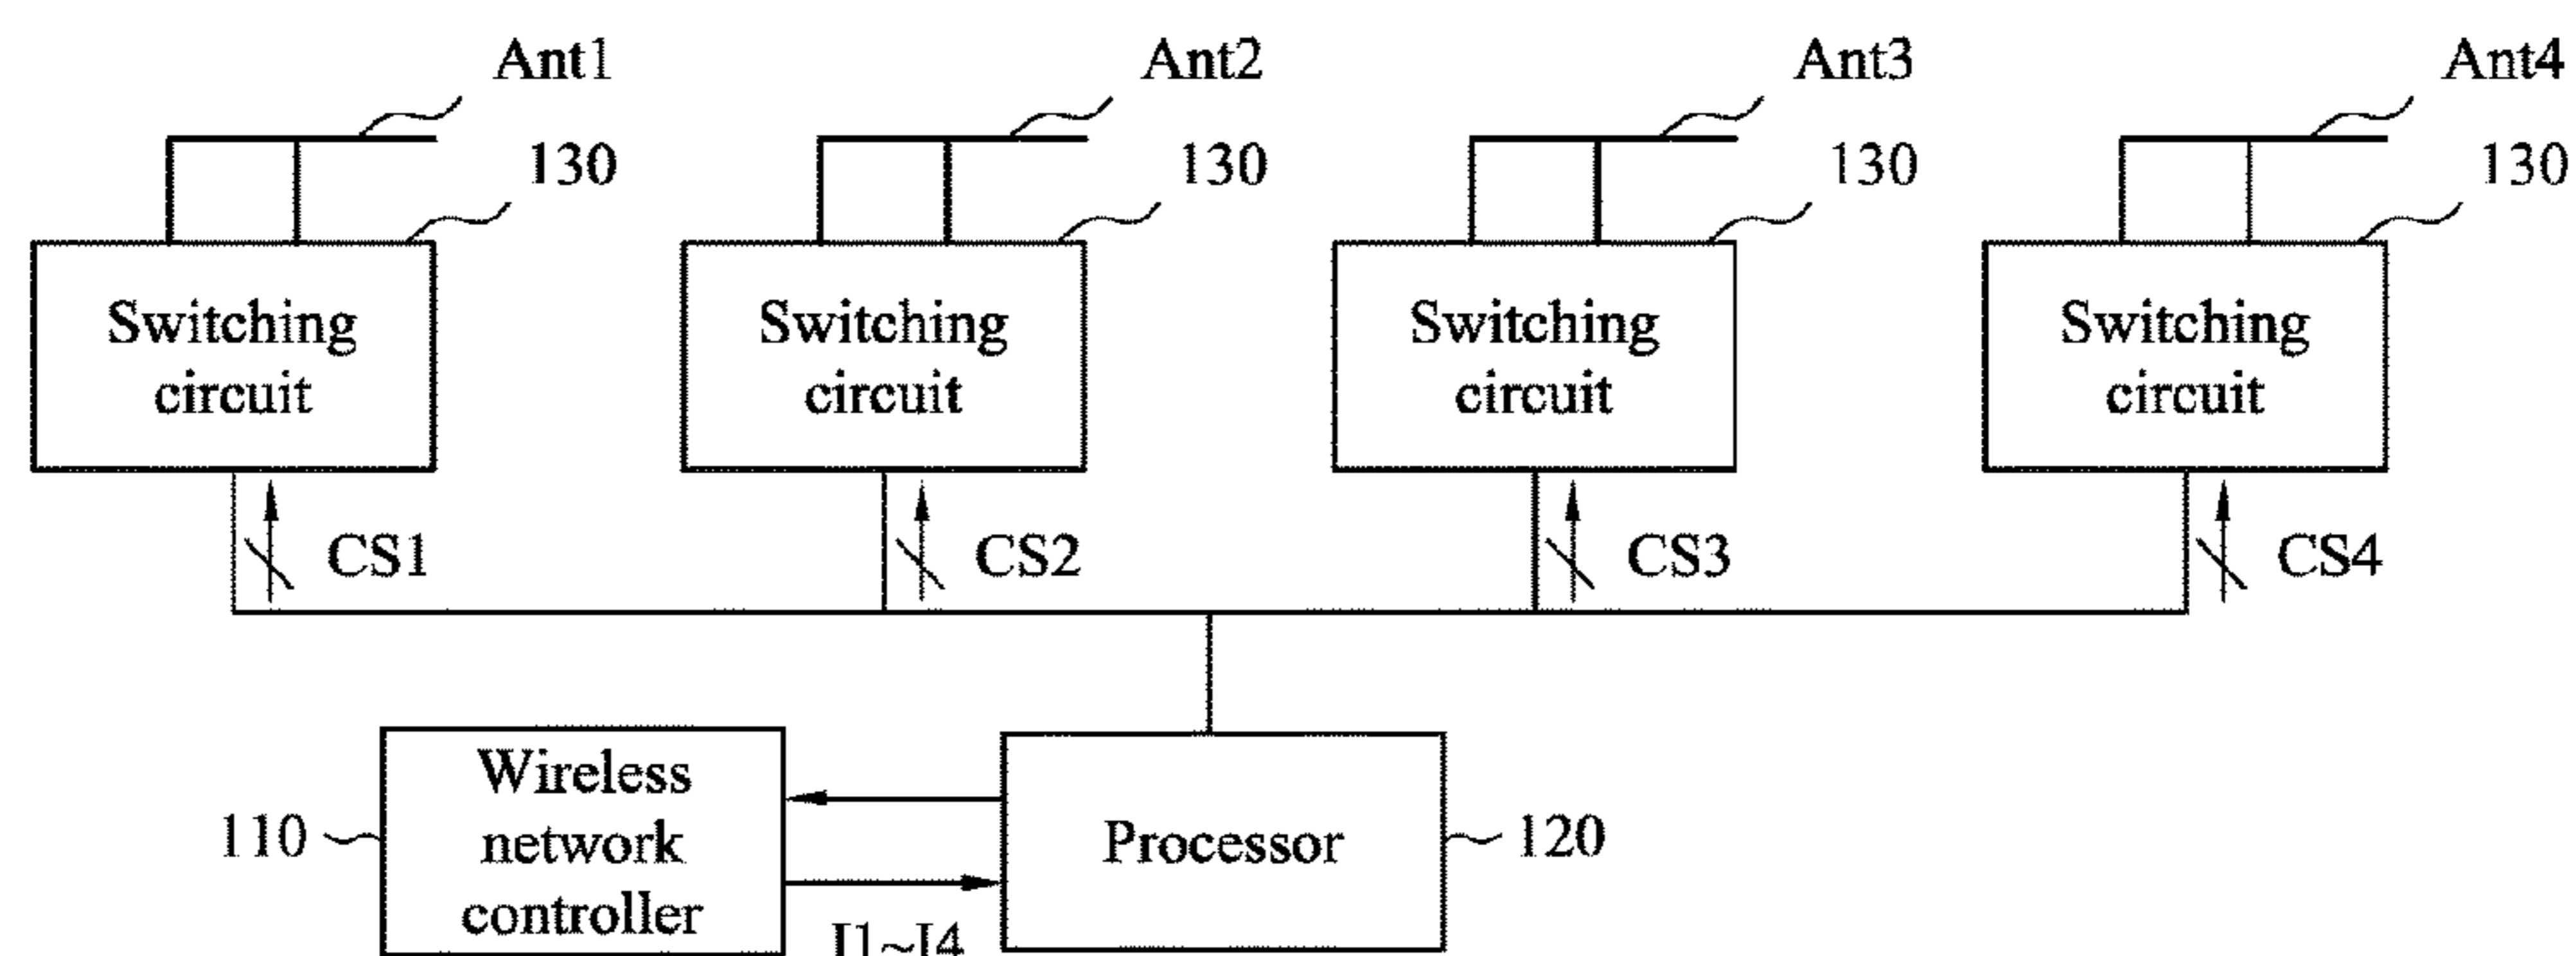 Ant1
Ant2
Ant3
Ant4
130
130
130
130
Switching
circuit
Switching
circuit
Switching
circuit
Switching
circuit
CS1
CS2
CS3
CS4
Wireless
network
controller
110
Processor
120
I1~I4